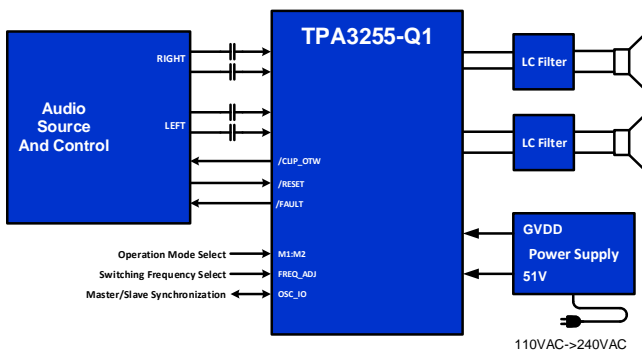 TPA3255-Q1
RIGHT
LEFT
Audio
Source
And Control
/CLIP_OTW
/RESET
/FAULT
Operation Mode Select
M1:M2
Switching Frequency Select
FREQ_ADJ
Master/Slave Synchronization
OSC_IO
LC Filter
LC Filter
GVDD
Power Supply
51V
110VAC->240VAC